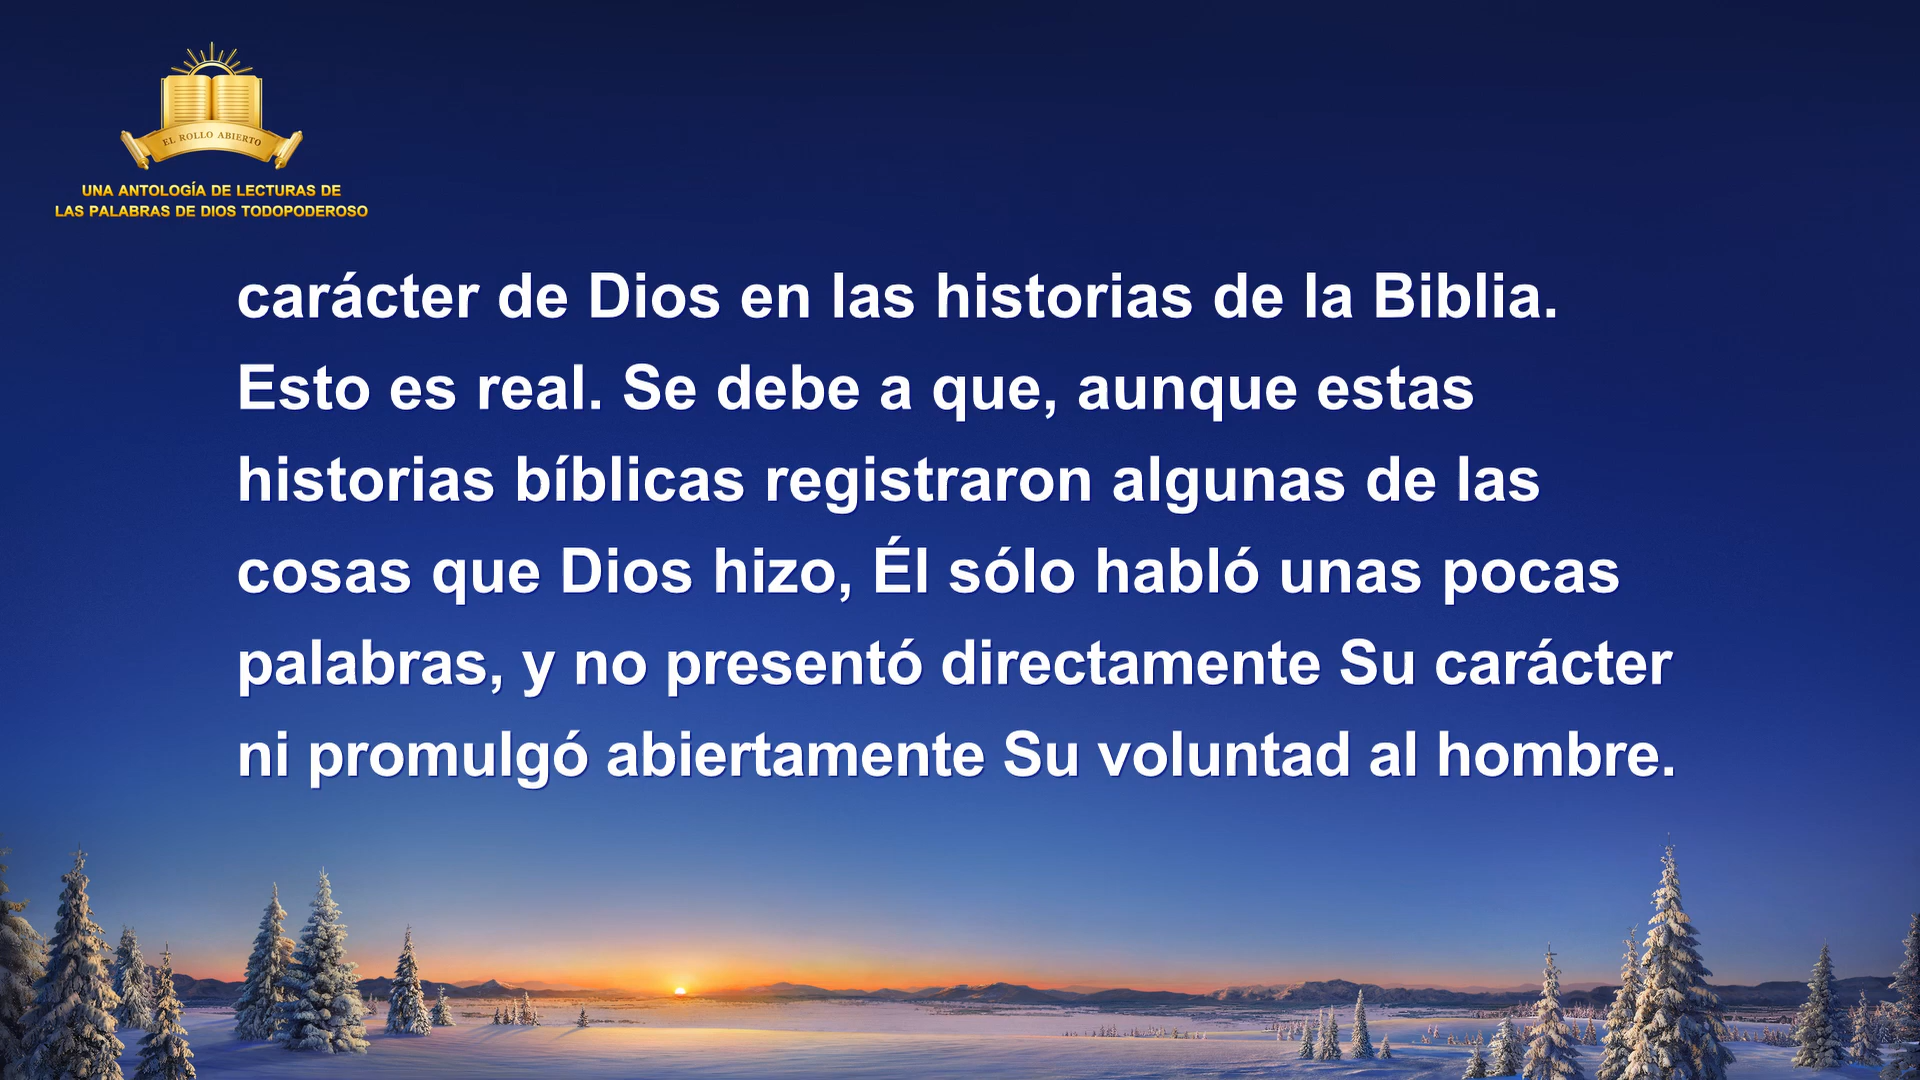 EL ROLLO ABIERTO
UNA ANTOLOGÍA DE LECTURAS DE
LAS PALABRAS DE DIOS TODOPODEROSO
carácter de Dios en las historias de la Biblia.
Esto es real. Se debe a que, aunque estas
historias bíblicas registraron algunas de las
cosas que Dios hizo, Él sólo habló unas pocas
palabras, y no presentó directamente Su carácter
ni promulgó abiertamente Su voluntad al hombre.